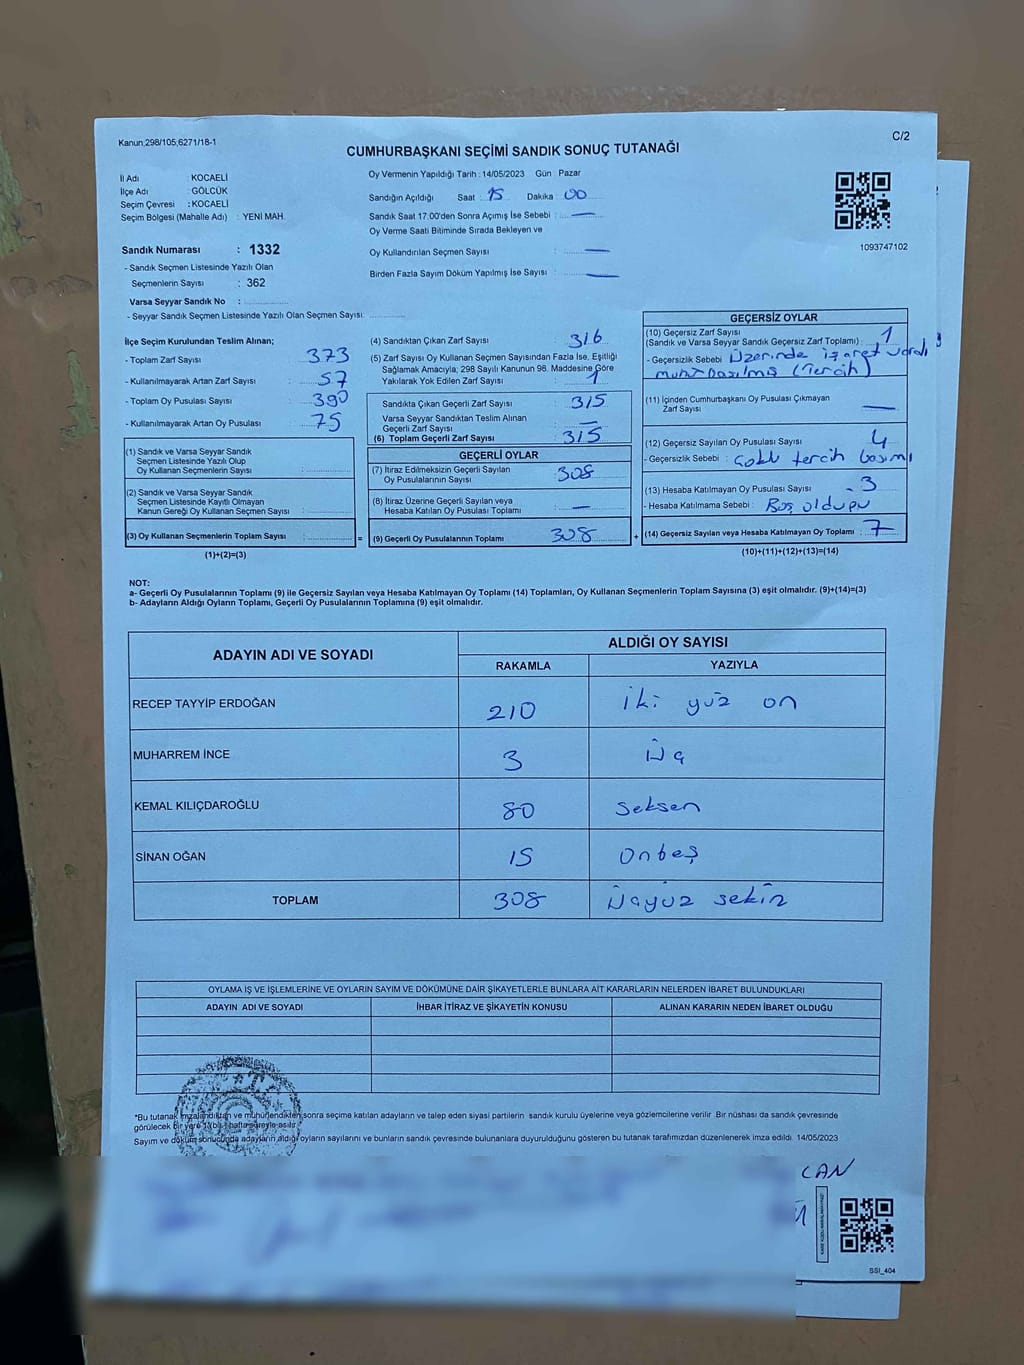 Kanun,298/105,6271/18-1
C/2
CUMHURBAŞKANI SEÇİMİ SANDIK SONUÇ TUTANAĞI
İl Adı : KOCAELİ
İlçe Adı : GÖLCÜK
Seçim Çevresi : KOCAELİ
Seçim Bölgesi (Mahalle Adı) : YENİ MAH.
Sandık Numarası : 1332
- Sandık Seçmen Listesinde Yazılı Olan
Seçmenlerin Sayısı : 362
Varsa Seyyar Sandık No :
- Seyyar Sandık Seçmen Listesinde Yazılı Olan Seçmen Sayısı:
Oy Vermenin Yapıldığı Tarih : 14/05/2023 Gün Pazar
Sandığın Açıldığı Saat : 15 Dakika 00
Sandık Saat 17.00'den Sonra Açımış İse Sebebi : —
Oy Verme Saati Bitiminde Sırada Bekleyen ve
Oy Kullandırılan Seçmen Sayısı : —
Birden Fazla Sayım Döküm Yapılmış İse Sayısı : —
1093747102
İlçe Seçim Kurulundan Teslim Alınan;
- Toplam Zarf Sayısı : 373
- Kullanılmayarak Artan Zarf Sayısı : 57
- Toplam Oy Pusulası Sayısı : 390
- Kullanılmayarak Artan Oy Pusulası : 75
(1) Sandık ve Varsa Seyyar Sandık
Seçmen Listesinde Yazılı Olup
Oy Kullanan Seçmenlerin Sayısı :
(2) Sandık ve Varsa Seyyar Sandık
Seçmen Listesinde Kayıtlı Olmayan
Kanun Gereği Oy Kullanan Seçmen Sayısı :
(3) Oy Kullanan Seçmenlerin Toplam Sayısı :
=
(1)+(2)=(3)
(4) Sandıktan Çıkan Zarf Sayısı : 316
(5) Zarf Sayısı Oy Kullanan Seçmen Sayısından Fazla İse, Eşitliği
Sağlamak Amacıyla; 298 Sayılı Kanunun 98. Maddesine Göre
Yakılarak Yok Edilen Zarf Sayısı : 1
Sandıkta Çıkan Geçerli Zarf Sayısı : 315
Varsa Seyyar Sandıktan Teslim Alınan
Geçerli Zarf Sayısı : —
(6) Toplam Geçerli Zarf Sayısı : 315
GEÇERLİ OYLAR
(7) İtiraz Edilmeksizin Geçerli Sayılan
Oy Pusulalarının Sayısı : 308
(8) İtiraz Üzerine Geçerli Sayılan veya
Hesaba Katılan Oy Pusulası Toplamı : —
(9) Geçerli Oy Pusulalarının Toplamı : 308
+
GEÇERSİZ OYLAR
(10) Geçersiz Zarf Sayısı
(Sandık ve Varsa Seyyar Sandık Geçersiz Zarf Toplamı) : 1
- Geçersizlik Sebebi : Üzerinde işaret vardı
(Tercih)
(11) İçinden Cumhurbaşkanı Oy Pusulası Çıkmayan
Zarf Sayısı : —
(12) Geçersiz Sayılan Oy Pusulası Sayısı : 4
- Geçersizlik Sebebi : Çoklu tercih basımı
(13) Hesaba Katılmayan Oy Pusulası Sayısı : 3
- Hesaba Katılmama Sebebi : Boş olduğu
(14) Geçersiz Sayılan veya Hesaba Katılmayan Oy Toplamı : 7
(10)+(11)+(12)+(13)=(14)
NOT:
a- Geçerli Oy Pusulalarının Toplamı (9) ile Geçersiz Sayılan veya Hesaba Katılmayan Oy Toplamı (14) Toplamları, Oy Kullanan Seçmenlerin Toplam Sayısına (3) eşit olmalıdır. (9)+(14)=(3)
b- Adayların Aldığı Oyların Toplamı, Geçerli Oy Pusulalarının Toplamına (9) eşit olmalıdır.
ADAYIN ADI VE SOYADI
ALDIĞI OY SAYISI
RAKAMLA YAZIYLA
RECEP TAYYİP ERDOĞAN 210 iki yüz on
MUHARREM İNCE 3 Üç
KEMAL KILIÇDAROĞLU 80 seksen
SİNAN OĞAN 15 Onbeş
TOPLAM 308 Üçyüz sekiz
OYLAMA İŞ VE İŞLEMLERİNE VE OYLARIN SAYIM VE DÖKÜMÜNE DAİR ŞİKAYETLERLE BUNLARA AİT KARARLARIN NELERDEN İBARET BULUNDUKLARI
ADAYIN ADI VE SOYADI İHBAR İTİRAZ VE ŞİKAYETİN KONUSU ALINAN KARARIN NEDEN İBARET OLDUĞU
*Bu tutanak imzalandıktan ve mühürlendikten sonra seçime katılan adayların ve talep eden siyasi partilerin sandık kurulu üyelerine veya gözlemcilerine verilir. Bir nüshası da sandık çevresinde
görülecek bir yere 1 bir hafta süreyle asılır.
Sayım ve döküm sonucunda adayların aldığı oyların sayılarını ve bunların sandık çevresinde bulunanlara duyurulduğunu gösteren bu tutanak tarafımızdan düzenlenerek imza edildi. 14/05/2023
CAN
SSI_404